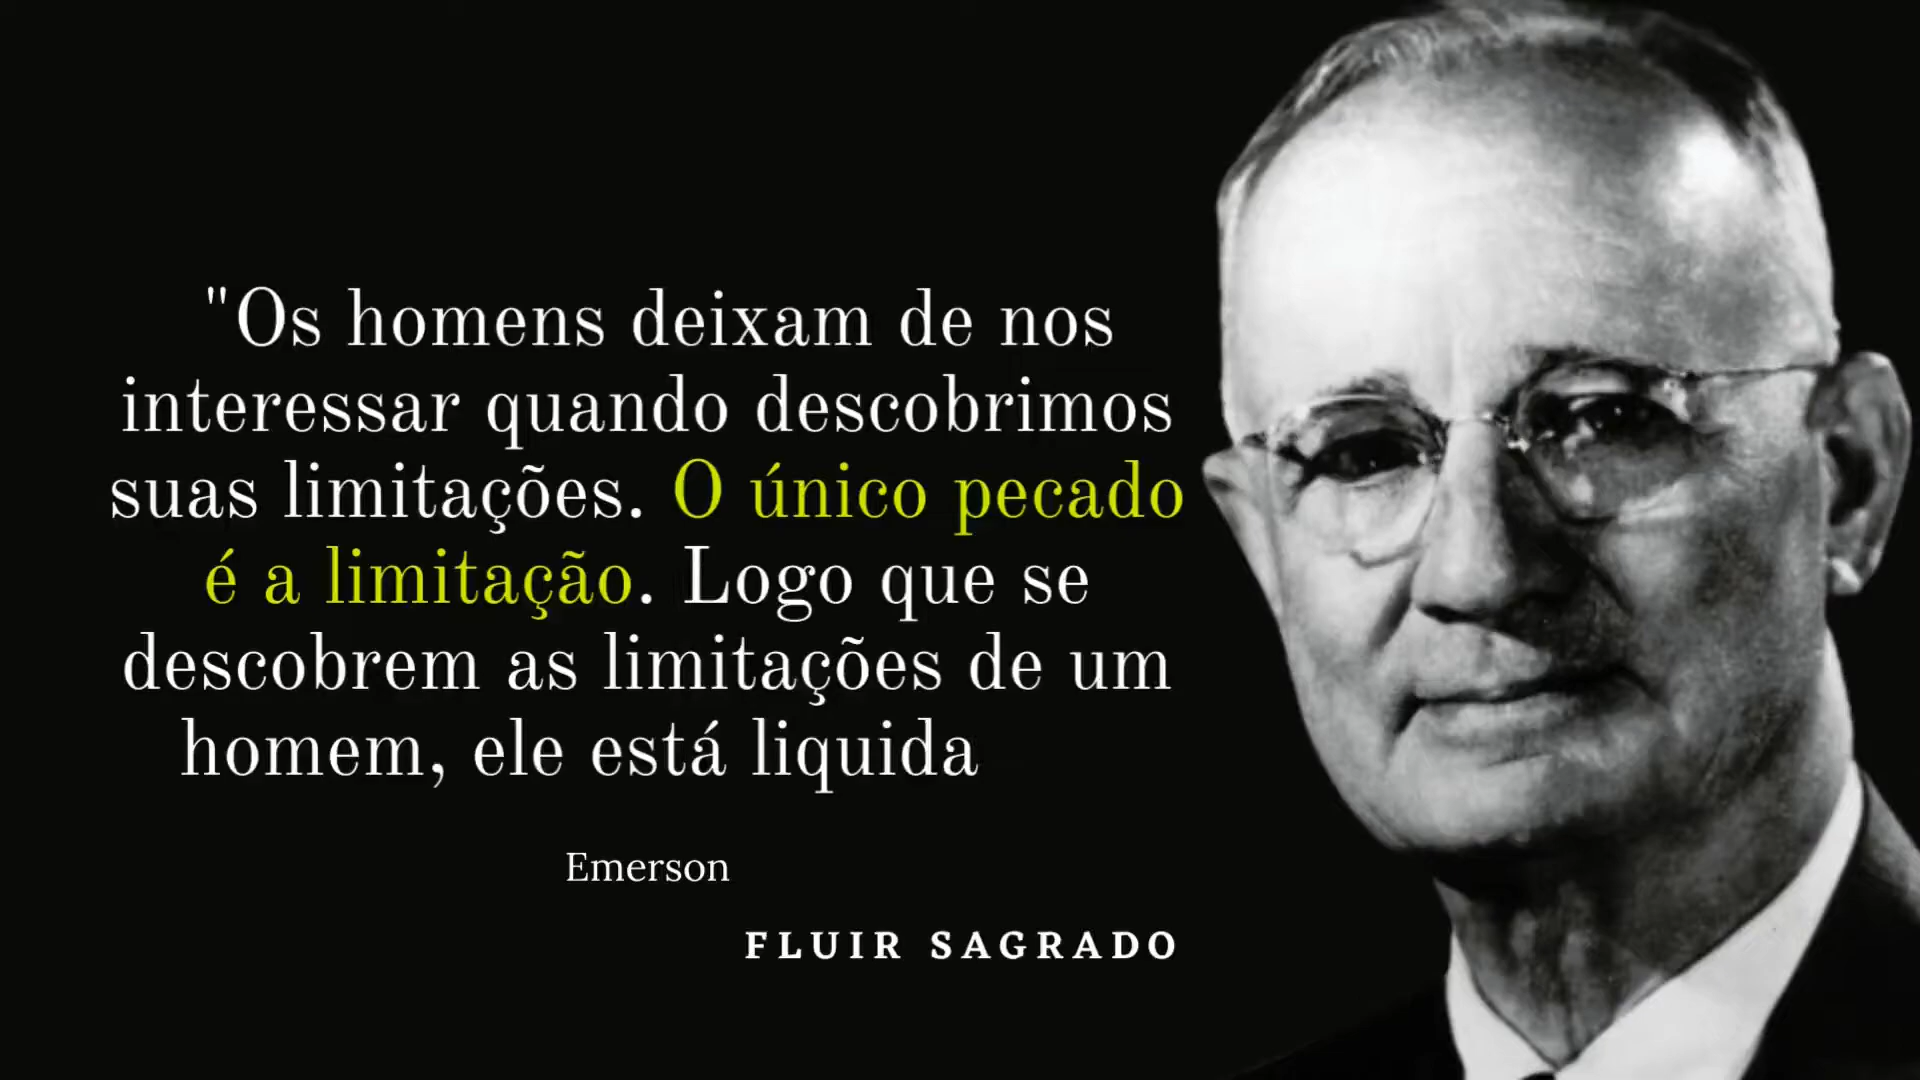 "Os homens deixam de nos
interessar quando descobrimos
suas limitações. O único pecado
é a limitação. Logo que se
descobrem as limitações de um
homem, ele está liquida
Emerson
FLUIR SAGRADO